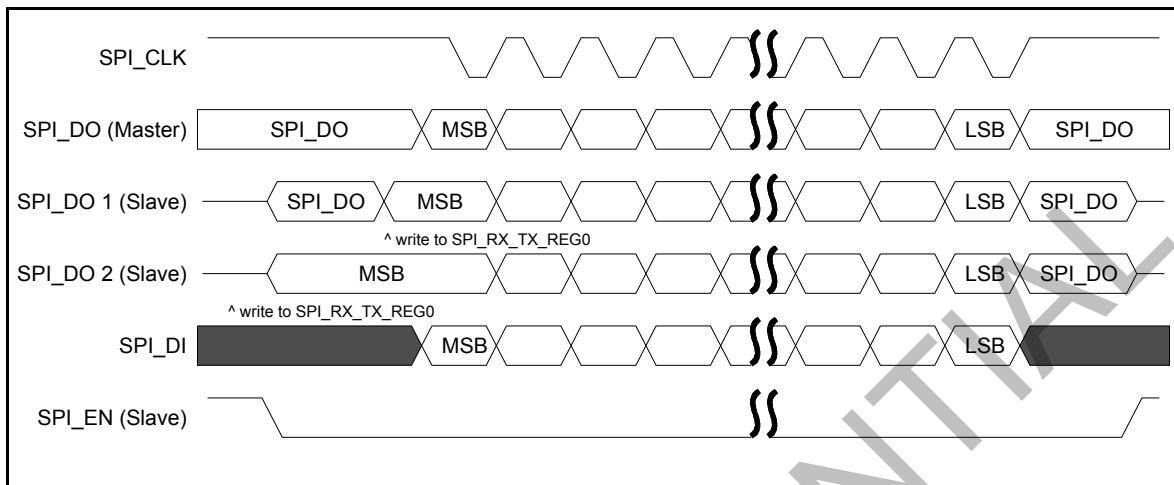 SPI_CLK
SPI_DO (Master) SPI_DO MSB LSB SPI_DO
SPI_DO 1 (Slave) SPI_DO MSB LSB SPI_DO
^ write to SPI_RX_TX_REG0
SPI_DO 2 (Slave) MSB LSB SPI_DO
^ write to SPI_RX_TX_REG0
SPI_DI MSB LSB
SPI_EN (Slave)
NTIAL